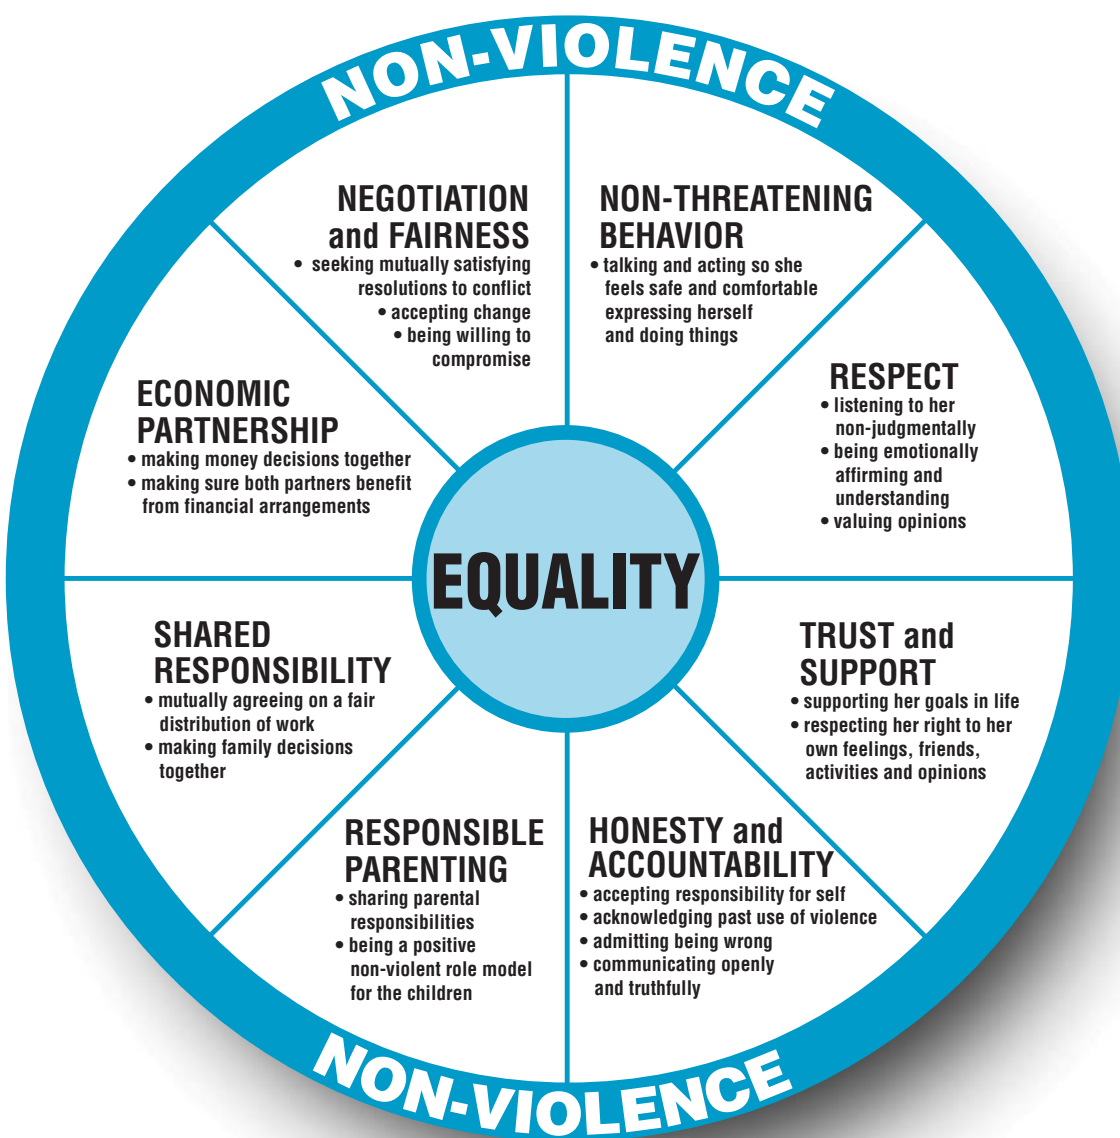 NON-VIOLENCE
NEGOTIATION
and FAIRNESS
• seeking mutually satisfying
resolutions to conflict
• accepting change
• being willing to
compromise
NON-THREATENING
BEHAVIOR
• talking and acting so she
feels safe and comfortable
expressing herself
and doing things
RESPECT
• listening to her
non-judgmentally
• being emotionally
affirming and
understanding
• valuing opinions
TRUST and
SUPPORT
• supporting her goals in life
• respecting her right to her
own feelings, friends,
activities and opinions
HONESTY and
ACCOUNTABILITY
• accepting responsibility for self
• acknowledging past use of violence
• admitting being wrong
• communicating openly
and truthfully
RESPONSIBLE
PARENTING
• sharing parental
responsibilities
• being a positive
non-violent role model
for the children
SHARED
RESPONSIBILITY
• mutually agreeing on a fair
distribution of work
• making family decisions
together
ECONOMIC
PARTNERSHIP
• making money decisions together
• making sure both partners benefit
from financial arrangements
EQUALITY
NON-VIOLENCE